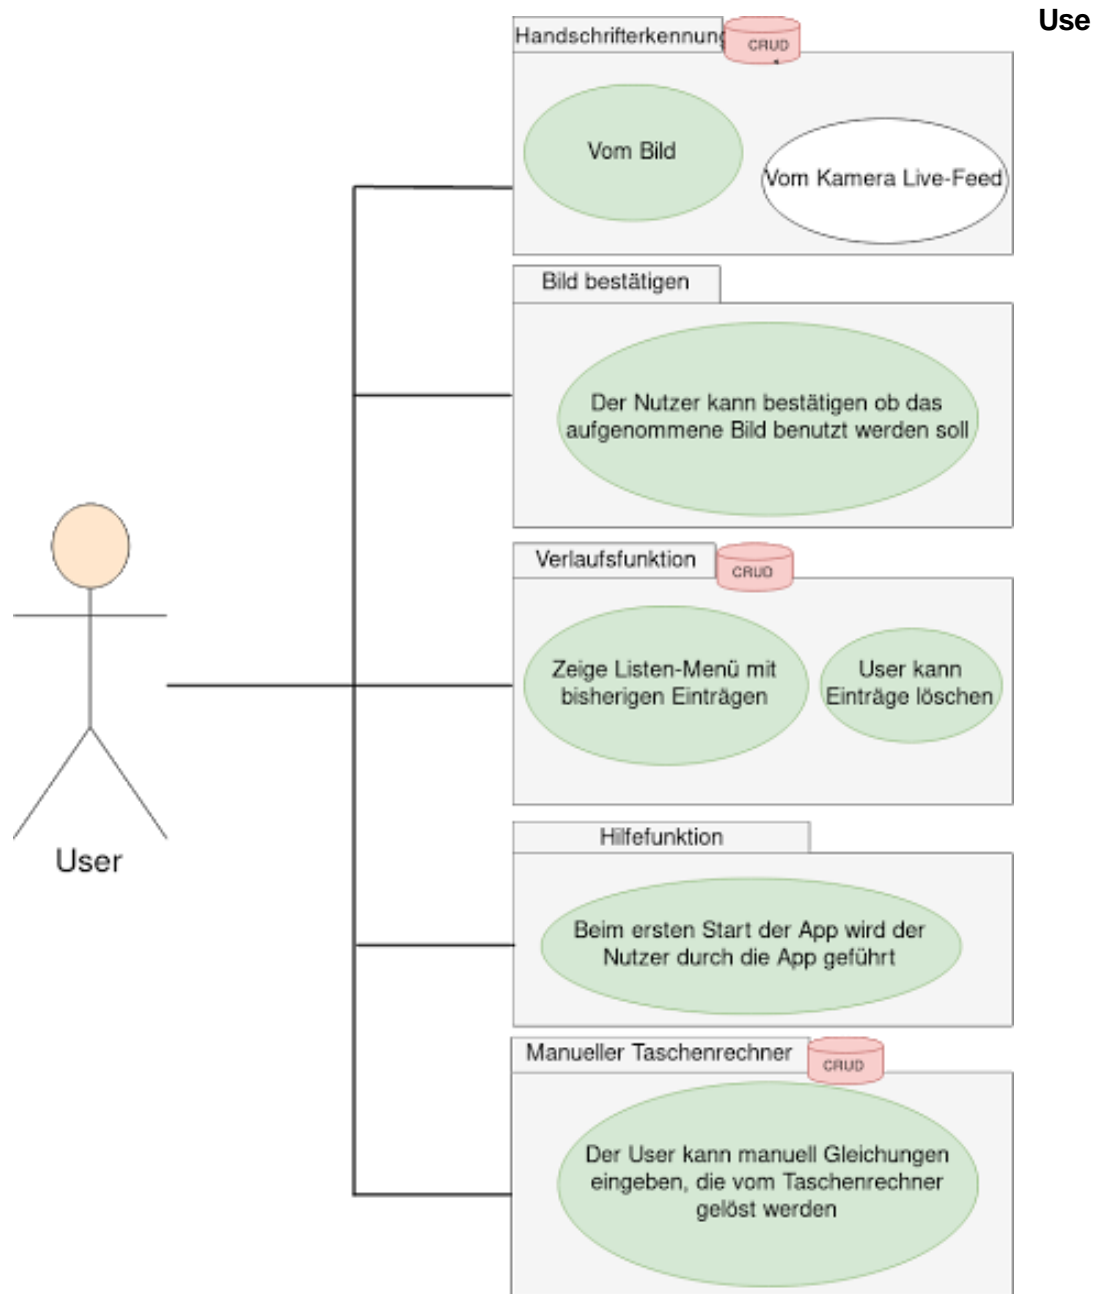 Use
Handschrifterkennung
CRUD
Vom Bild
Vom Kamera Live-Feed
Bild bestätigen
Der Nutzer kann bestätigen ob das
aufgenommene Bild benutzt werden soll
Verlaufsfunktion
CRUD
Zeige Listen-Menü mit
bisherigen Einträgen
User kann
Einträge löschen
User
Hilfefunktion
Beim ersten Start der App wird der
Nutzer durch die App geführt
Manueller Taschenrechner
CRUD
Der User kann manuell Gleichungen
eingeben, die vom Taschenrechner
gelöst werden